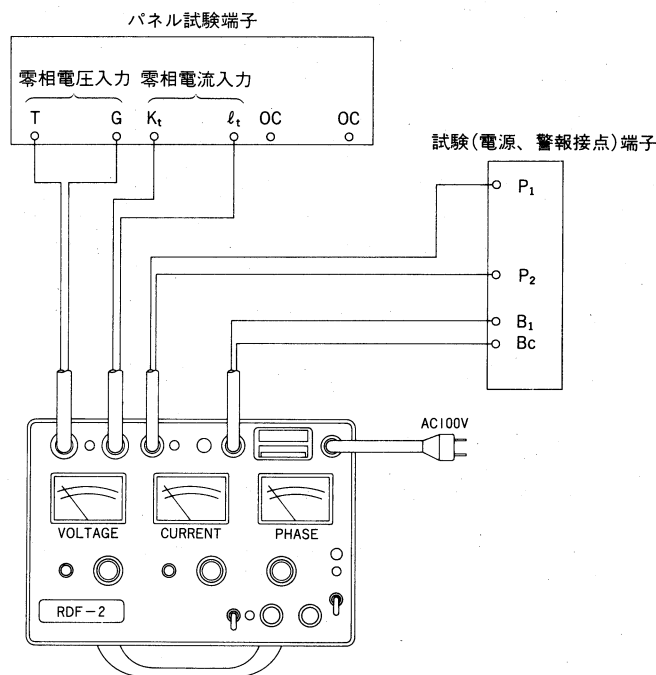 パネル試験端子
零相電圧入力 零相電流入力
T G Kt ℓt OC OC
試験(電源、警報接点)端子
P1
P2
B1
Bc
AC100V
VOLTAGE CURRENT PHASE
RDF-2